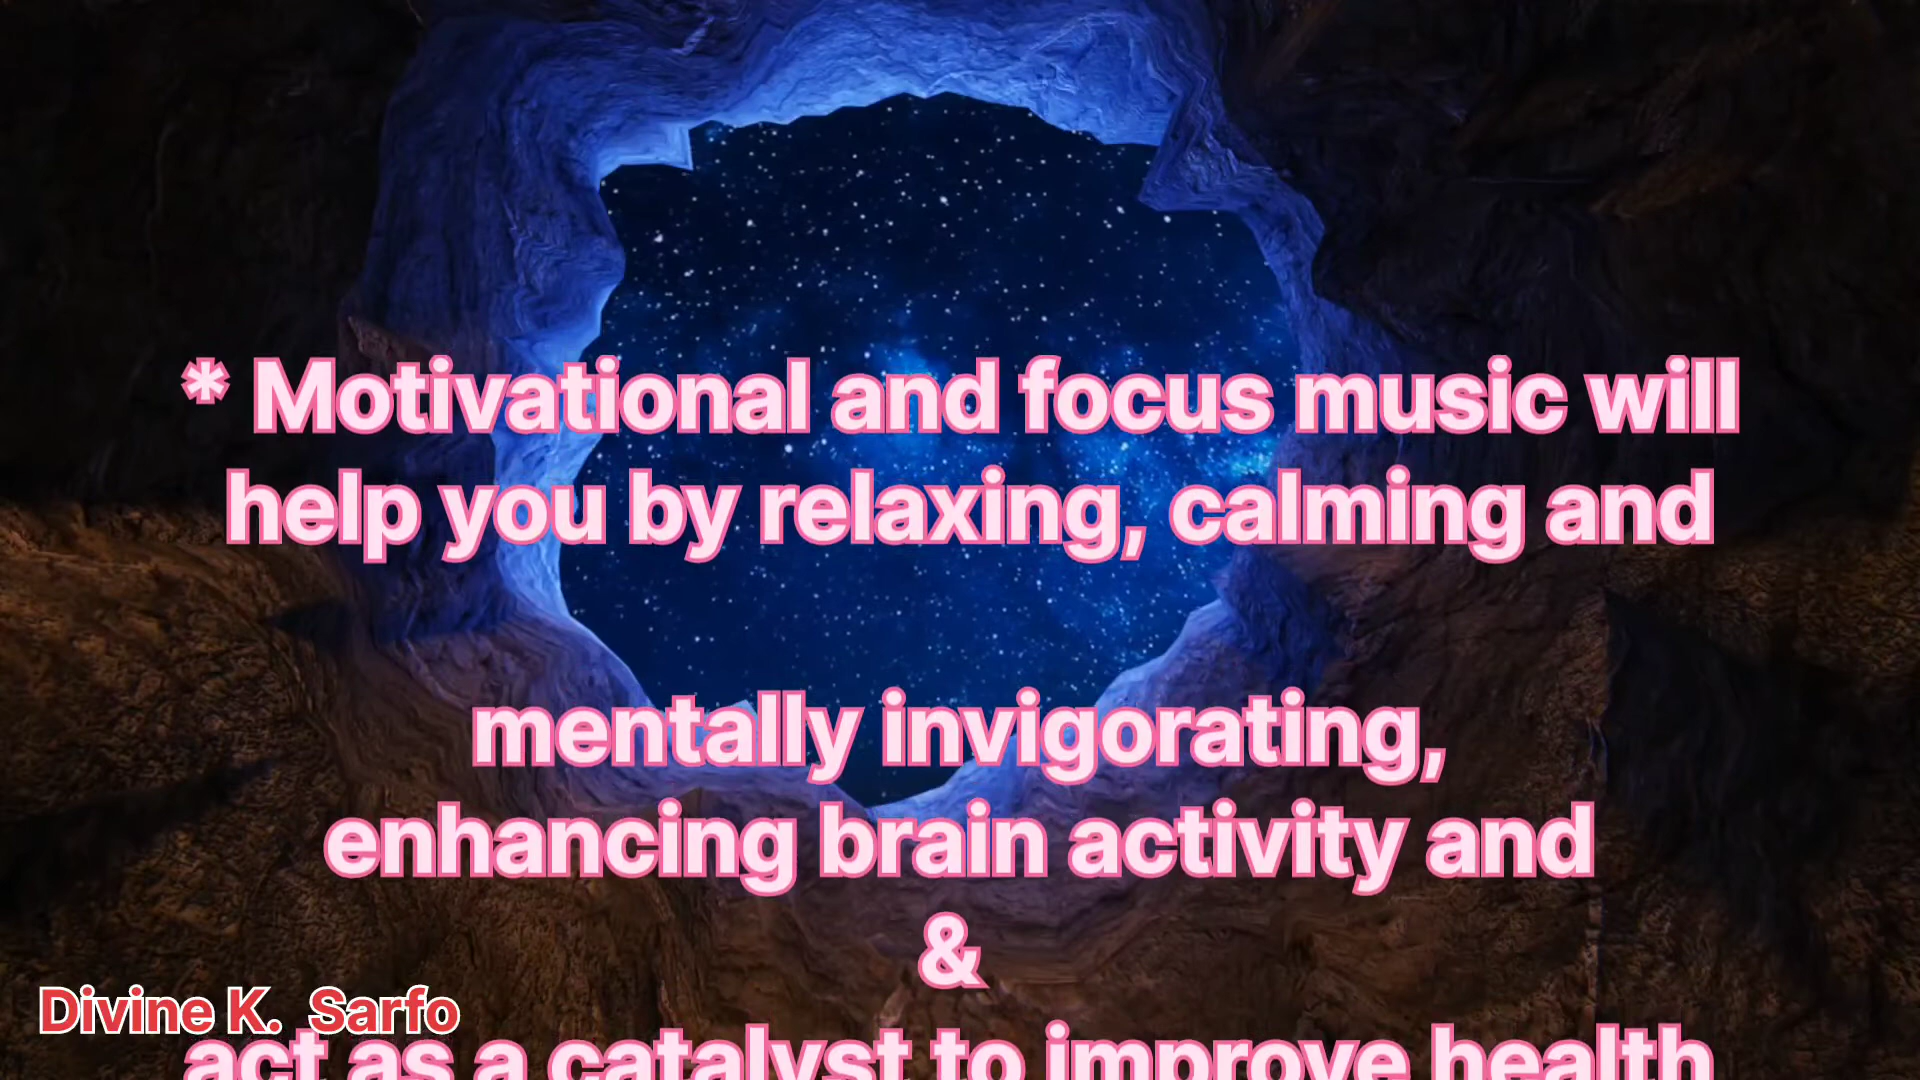 * Motivational and focus music will
help you by relaxing, calming and
mentally invigorating,
enhancing brain activity and
&
Divine K. Sarfo
act as a catalyst to improve health